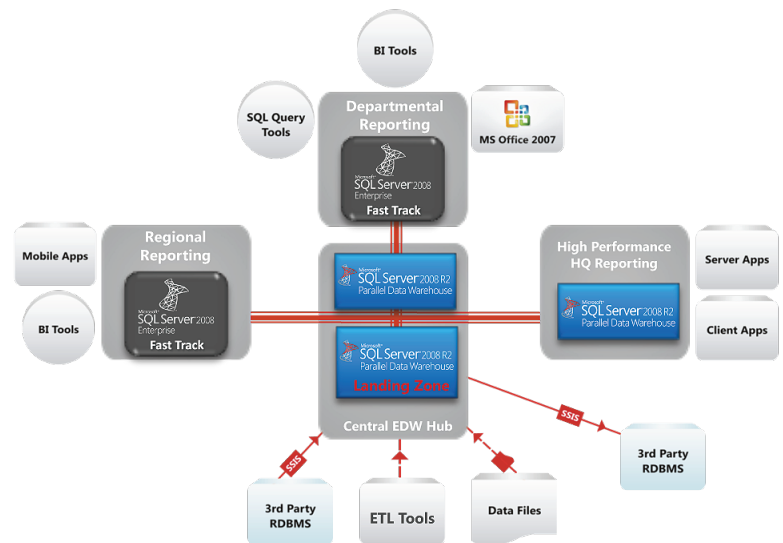 BI Tools
SQL Query
Tools
Departmental
Reporting
MS Office 2007
Microsoft
SQL Server 2008
Enterprise
Fast Track
Mobile Apps
BI Tools
Regional
Reporting
Microsoft
SQL Server 2008
Enterprise
Fast Track
Microsoft
SQL Server 2008 R2
Parallel Data Warehouse
Microsoft
SQL Server 2008 R2
Parallel Data Warehouse
Landing Zone
Central EDW Hub
High Performance
HQ Reporting
Microsoft
SQL Server 2008 R2
Parallel Data Warehouse
Server Apps
Client Apps
SSIS
SSIS
3rd Party
RDBMS
ETL Tools
Data Files
3rd Party
RDBMS